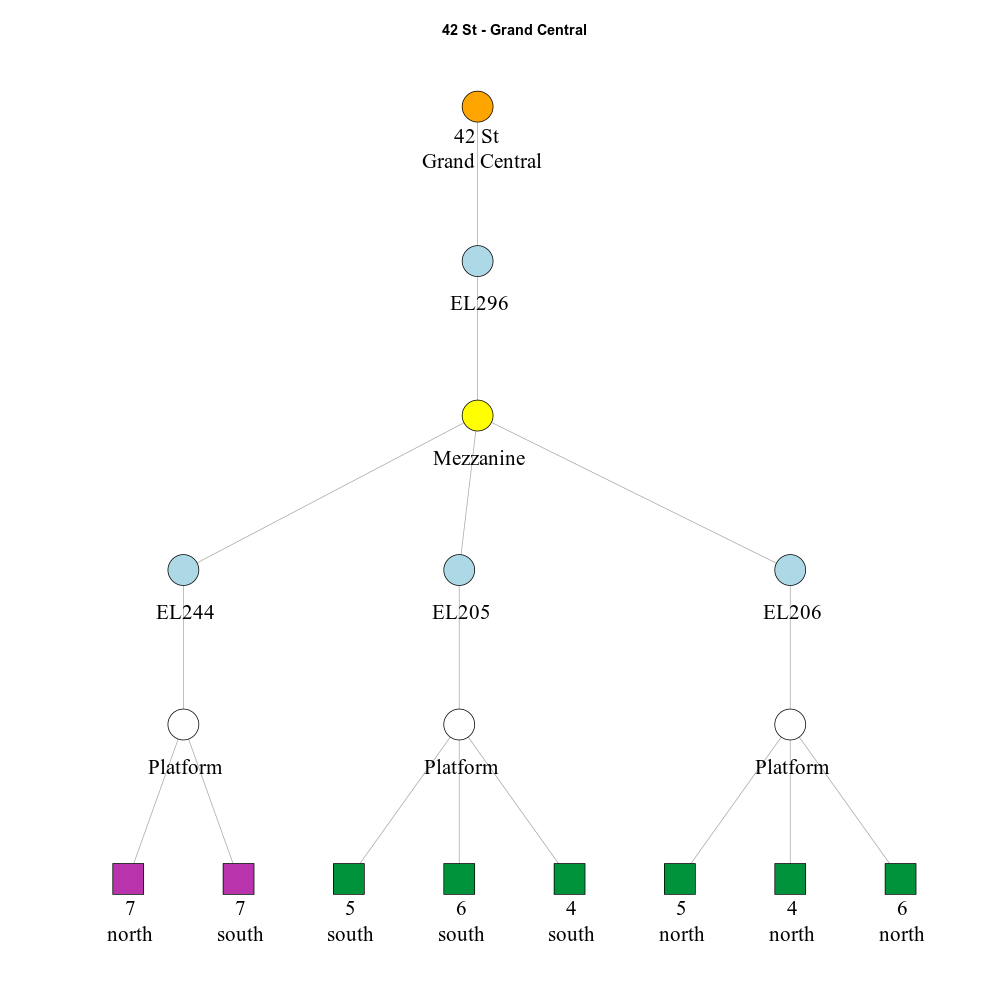 42 St - Grand Central
42 St
Grand Central
EL296
Mezzanine
EL244
EL205
EL206
Platform
Platform
Platform
7
north
7
south
5
south
6
south
4
south
5
north
4
north
6
north